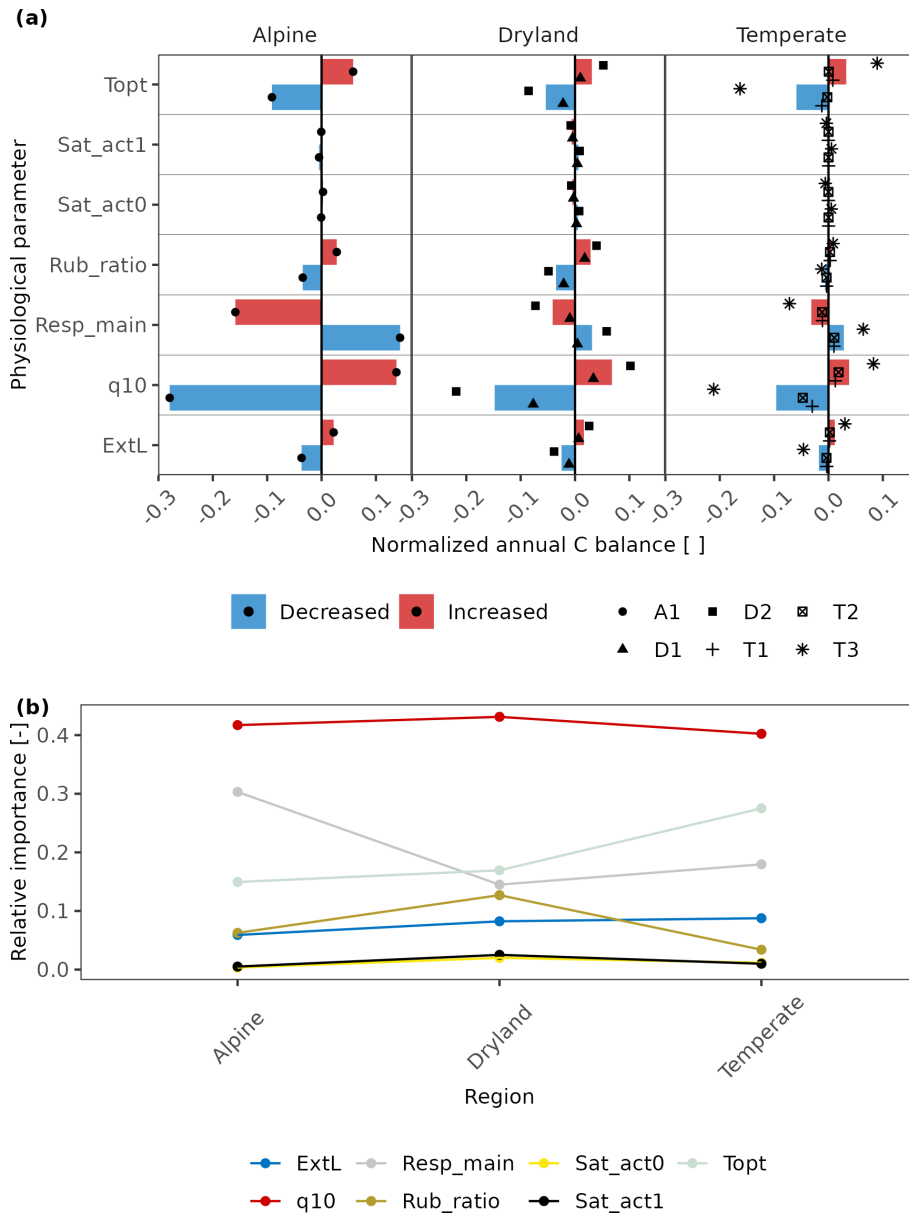 (a)
Alpine Dryland Temperate
Physiological parameter
Topt
Sat_act1
Sat_act0
Rub_ratio
Resp_main
q10
ExtL
-0.3 -0.2 -0.1 0.0 0.1 -0.3 -0.2 -0.1 0.0 0.1 -0.3 -0.2 -0.1 0.0 0.1
Normalized annual C balance [ ]
Decreased Increased A1 D2 T2
D1 T1 T3
(b)
Relative importance [-]
0.4
0.3
0.2
0.1
0.0
Alpine Dryland Temperate
Region
ExtL Resp_main Sat_act0 Topt
q10 Rub_ratio Sat_act1